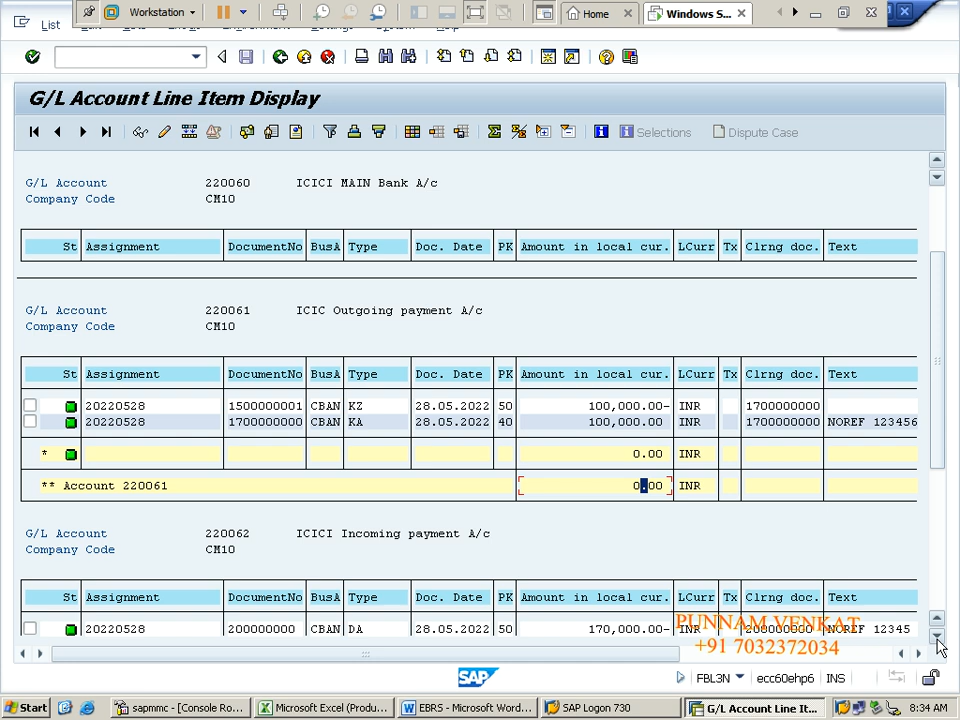 Workstation
Home
Windows S...
List
G/L Account Line Item Display
Selections
Dispute Case
G/L Account 220060 ICICI MAIN Bank A/c
Company Code CM10
St Assignment DocumentNo BusA Type Doc. Date PK Amount in local cur. LCurr Tx Clrng doc. Text
G/L Account 220061 ICIC Outgoing payment A/c
Company Code CM10
St Assignment DocumentNo BusA Type Doc. Date PK Amount in local cur. LCurr Tx Clrng doc. Text
20220528 1500000001 CBAN KZ 28.05.2022 50 100,000.00- INR 1700000000
20220528 1700000000 CBAN KA 28.05.2022 40 100,000.00 INR 1700000000 NOREF 123456
* 0.00 INR
** Account 220061 0.00 INR
G/L Account 220062 ICICI Incoming payment A/c
Company Code CM10
St Assignment DocumentNo BusA Type Doc. Date PK Amount in local cur. LCurr Tx Clrng doc. Text
20220528 200000000 CBAN DA 28.05.2022 50 170,000.00- INR 200000000 NOREF 12345
PUNNAM VENKAT
+91 7032372034
SAP
FBL3N ecc60ehp6 INS
Start
sapmmc - [Console Ro...
Microsoft Excel (Produ...
EBRS - Microsoft Word...
SAP Logon 730
G/L Account Line It...
8:34 AM